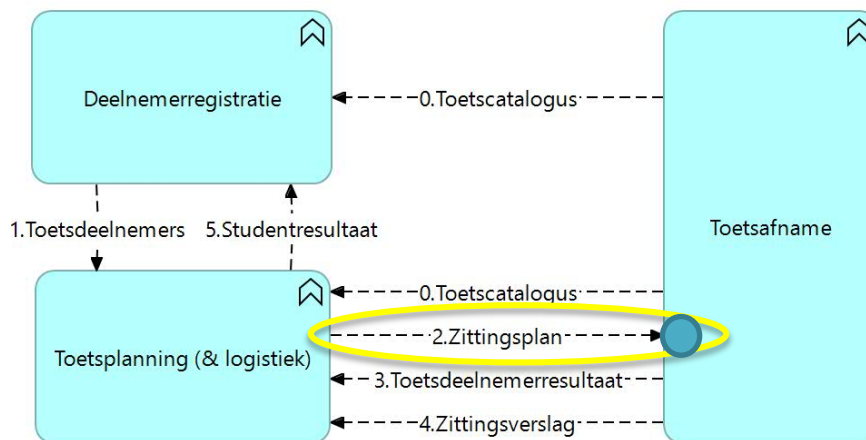 Deelnemerregistratie
0.Toetscatalogus
Toetsafname
1.Toetsdeelnemers
5.Studentresultaat
0.Toetscatalogus
2.Zittingsplan
Toetsplanning (& logistiek)
3.Toetsdeelnemerresultaat
4.Zittingsverslag